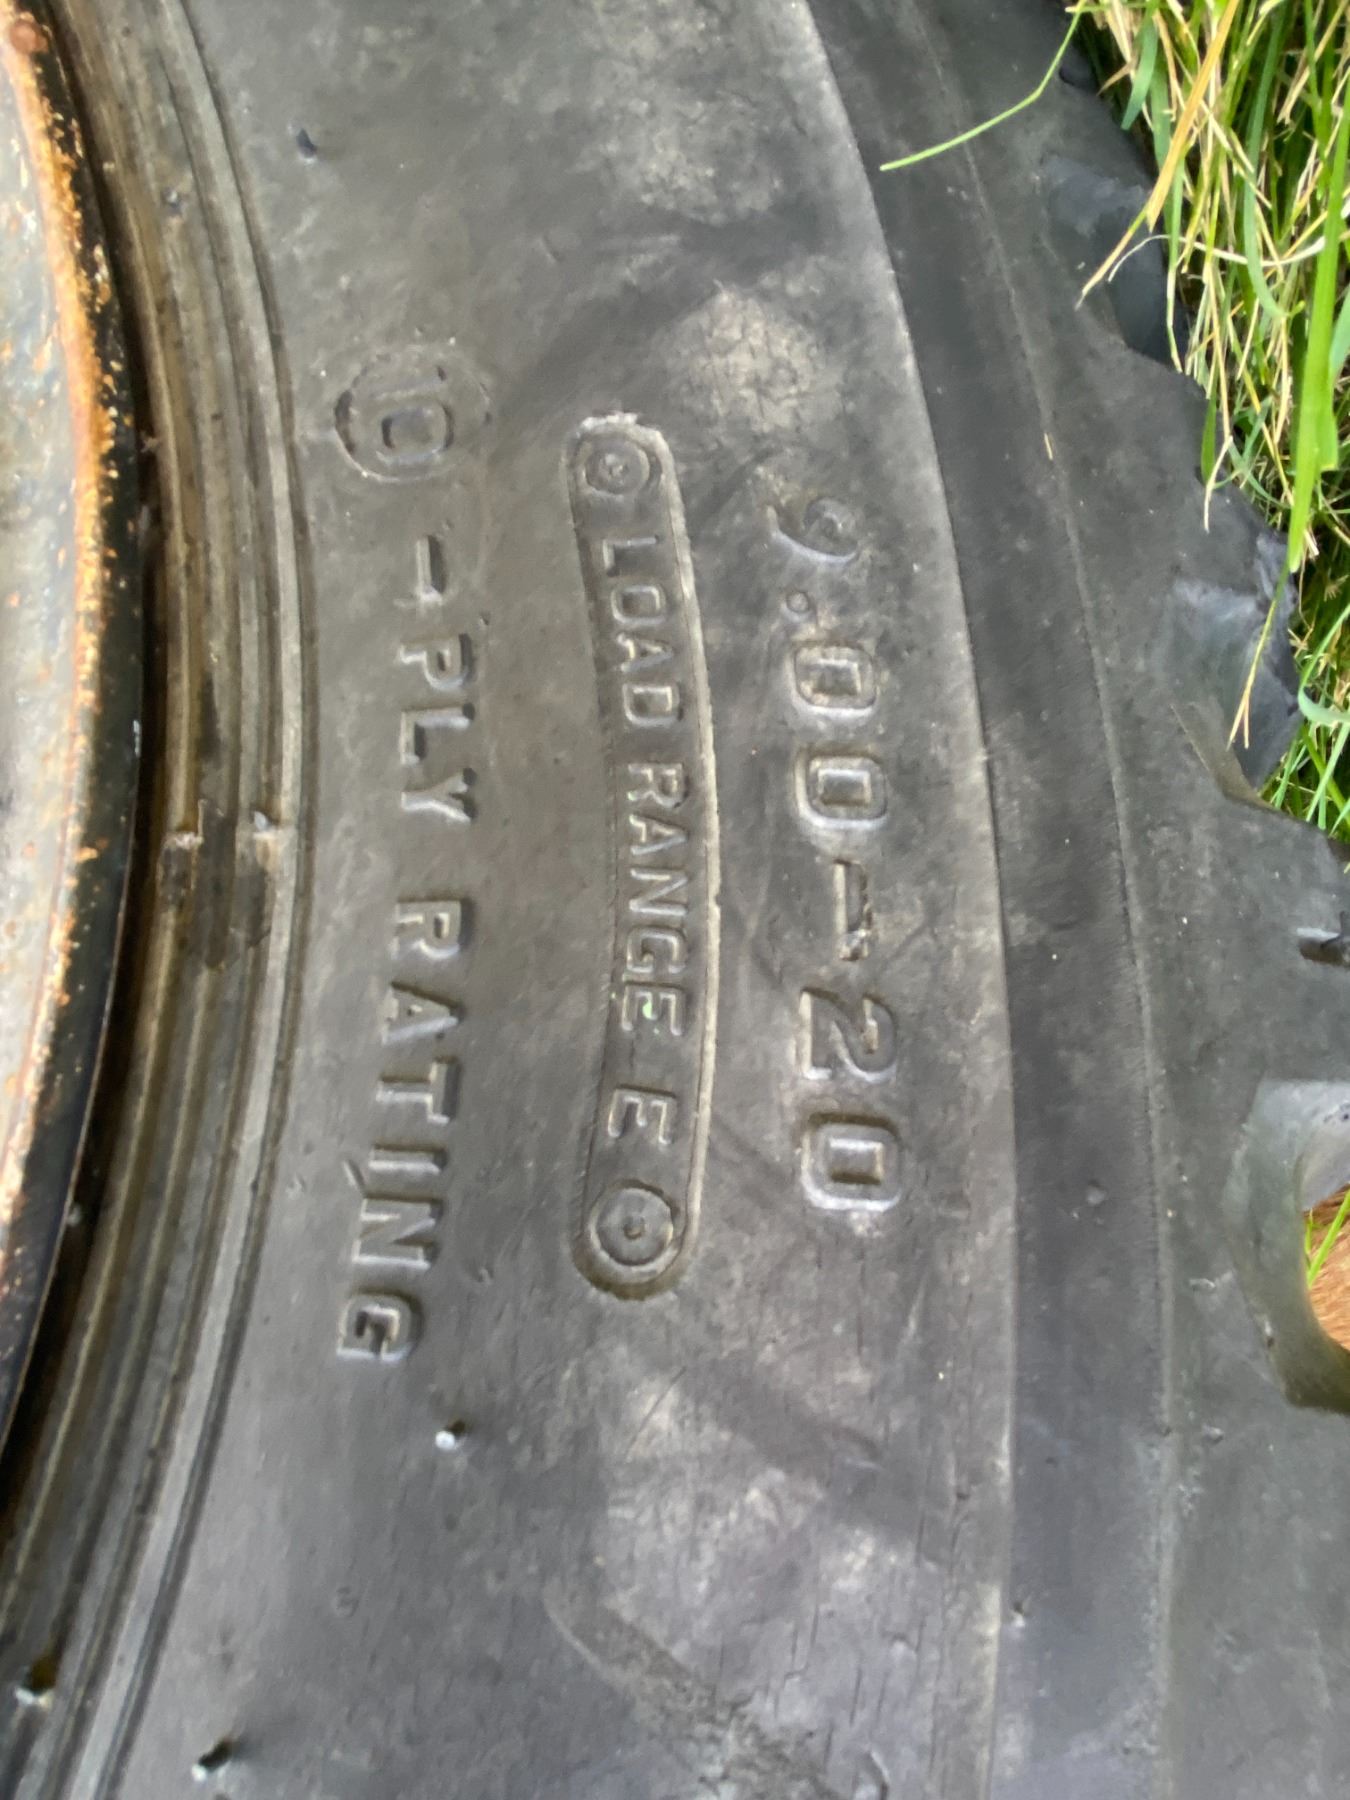 9.00-20
LOAD RANGE E
10-PLY RATING